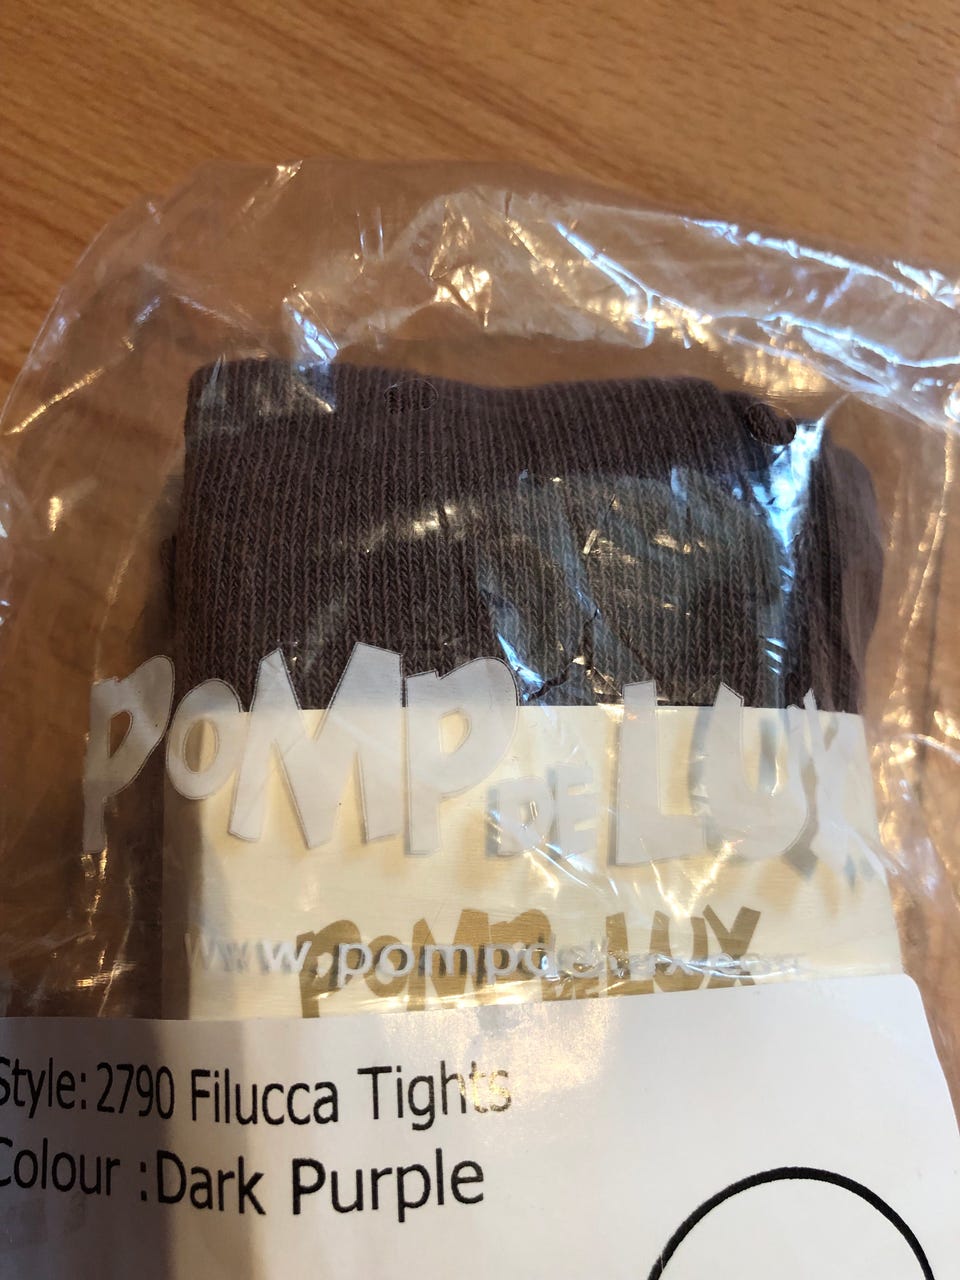 POMP DE LUX
www.pompdelux.com
POMP DE LUX
Style: 2790 Filucca Tights
Colour :Dark Purple